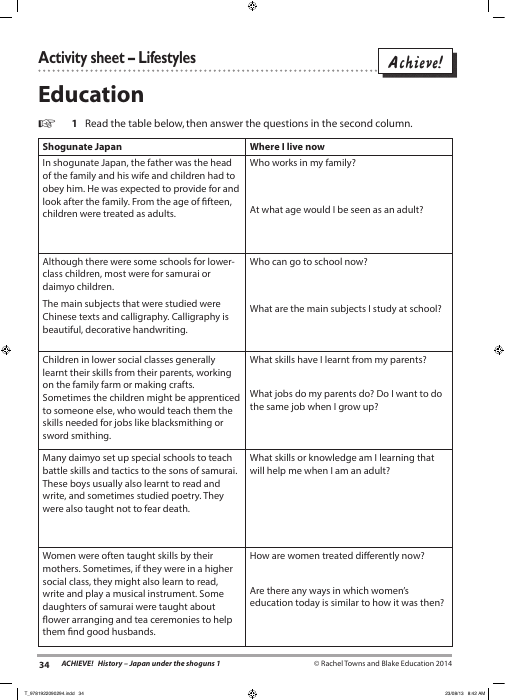 Activity sheet – Lifestyles
Achieve!
Education
1 Read the table below, then answer the questions in the second column.
Shogunate Japan
Where I live now
In shogunate Japan, the father was the head
of the family and his wife and children had to
obey him. He was expected to provide for and
look after the family. From the age of fifteen,
children were treated as adults.
Who works in my family?
At what age would I be seen as an adult?
Although there were some schools for lower-
class children, most were for samurai or
daimyo children.
The main subjects that were studied were
Chinese texts and calligraphy. Calligraphy is
beautiful, decorative handwriting.
Who can go to school now?
What are the main subjects I study at school?
Children in lower social classes generally
learnt their skills from their parents, working
on the family farm or making crafts.
Sometimes the children might be apprenticed
to someone else, who would teach them the
skills needed for jobs like blacksmithing or
sword smithing.
What skills have I learnt from my parents?
What jobs do my parents do? Do I want to do
the same job when I grow up?
Many daimyo set up special schools to teach
battle skills and tactics to the sons of samurai.
These boys usually also learnt to read and
write, and sometimes studied poetry. They
were also taught not to fear death.
What skills or knowledge am I learning that
will help me when I am an adult?
Women were often taught skills by their
mothers. Sometimes, if they were in a higher
social class, they might also learn to read,
write and play a musical instrument. Some
daughters of samurai were taught about
flower arranging and tea ceremonies to help
them find good husbands.
How are women treated differently now?
Are there any ways in which women's
education today is similar to how it was then?
34 ACHIEVE! History – Japan under the shoguns 1
© Rachel Towns and Blake Education 2014
T_9781922090294.indd 34
23/08/13 8:42 AM